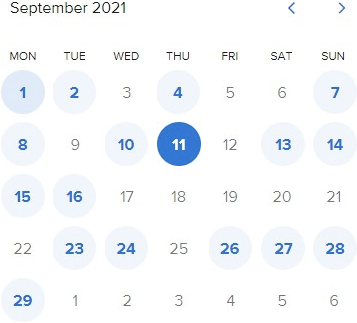 September 2021
MON TUE WED THU FRI SAT SUN
1 2 3 4 5 6 7
8 9 10 11 12 13 14
15 16 17 18 19 20 21
22 23 24 25 26 27 28
29 1 2 3 4 5 6